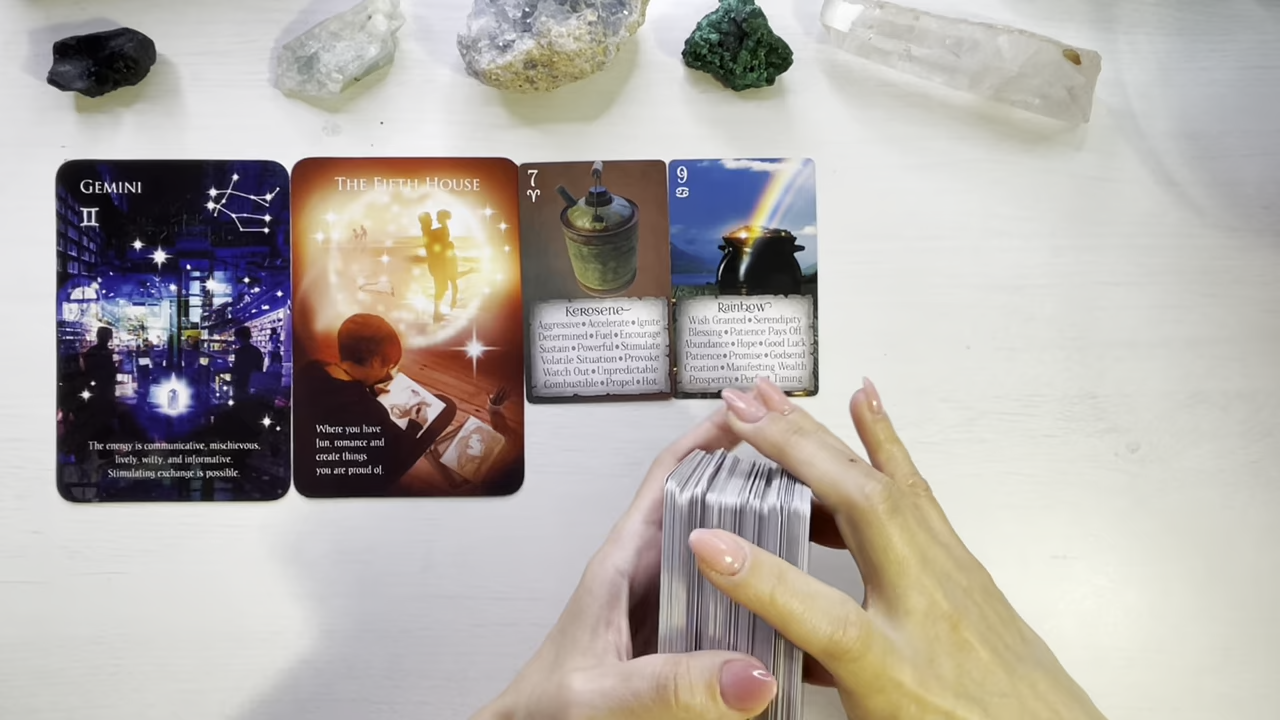 GEMINI
♊
The energy is communicative, mischievous,
lively, witty, and informative.
Stimulating exchange is possible.
THE FIFTH HOUSE
Where you have
fun, romance and
create things
you are proud of.
7
♈
Kerosene
Aggressive • Accelerate • Ignite
Determined • Fuel • Encourage
Sustain • Powerful • Stimulate
Volatile Situation • Provoke
Watch Out • Unpredictable
Combustible • Propel • Hot
9
♋
Rainbow
Wish Granted • Serendipity
Blessing • Patience Pays Off
Abundance • Hope • Good Luck
Patience • Promise • Godsend
Creation • Manifesting Wealth
Prosperity • Perfect Timing